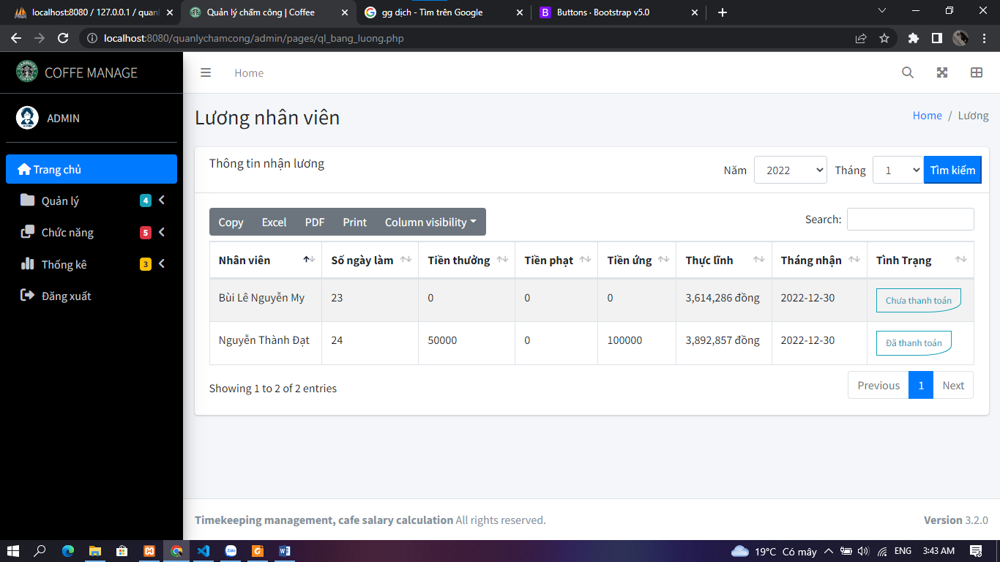 localhost:8080 / 127.0.0.1 / quanl
Quản lý chấm công | Coffee
gg dịch - Tìm trên Google
Buttons · Bootstrap v5.0
localhost:8080/quanlychamcong/admin/pages/ql_bang_luong.php
COFFE MANAGE
Home
ADMIN
Lương nhân viên
Home / Lương
Trang chủ
Quản lý 4
Chức năng 5
Thống kê 3
Đăng xuất
Thông tin nhận lương
Năm 2022 Tháng 1 Tìm kiếm
Copy Excel PDF Print Column visibility
Search:
Nhân viên Số ngày làm Tiền thưởng Tiền phạt Tiền ứng Thực lĩnh Tháng nhận Tình Trạng
Bùi Lê Nguyễn My 23 0 0 0 3,614,286 đồng 2022-12-30 Chưa thanh toán
Nguyễn Thành Đạt 24 50000 0 100000 3,892,857 đồng 2022-12-30 Đã thanh toán
Showing 1 to 2 of 2 entries
Previous 1 Next
Timekeeping management, cafe salary calculation All rights reserved.
Version 3.2.0
Zalo
19°C Có mây
ENG
3:43 AM